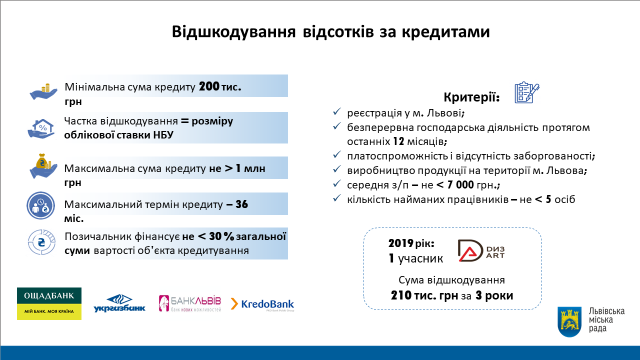 Відшкодування відсотків за кредитами
Мінімальна сума кредиту 200 тис.
грн
Частка відшкодування = розміру
облікової ставки НБУ
Максимальна сума кредиту не > 1 млн
грн
Максимальний термін кредиту – 36
міс.
Позичальник фінансує не < 30 % загальної
суми вартості об'єкта кредитування
Критерії:
реєстрація у м. Львові;
безперервна господарська діяльність протягом
останніх 12 місяців;
платоспроможність і відсутність заборгованості;
виробництво продукції на території м. Львова;
середня з/п – не < 7 000 грн.;
кількість найманих працівників – не < 5 осіб
2019 рік:
1 учасник
ДИЗ
ART
Сума відшкодування
210 тис. грн за 3 роки
ОЩАДБАНК
МІЙ БАНК. МОЯ КРАЇНА
укргазбанк
БАНКЛЬВІВ
KredoBank
Львівська
міська
рада